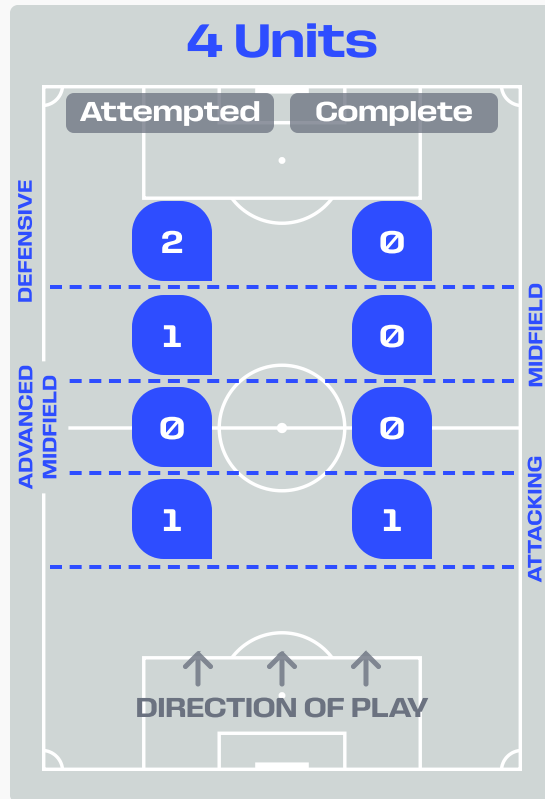 4 Units
Attempted Complete
DEFENSIVE
2 0
MIDFIELD
1 0
ADVANCED
MIDFIELD
0 0
ATTACKING
1 1
DIRECTION OF PLAY